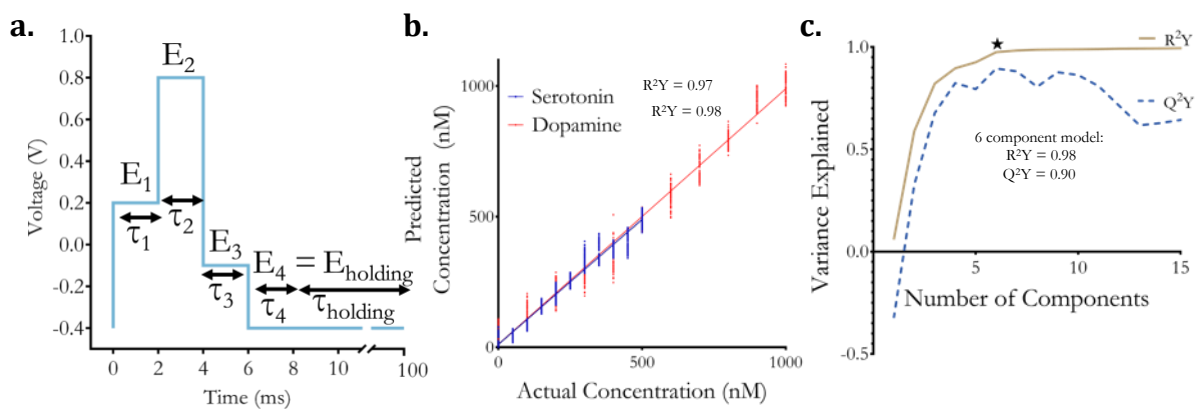 a.
1.0
0.8
0.6
0.4
0.2
0.0
-0.2
-0.4
Voltage (V)
E₁
E₂
E₃
E₄ = Eholding
τ₁
τ₂
τ₃
τ₄
τholding
0 2 4 6 8 10 100
Time (ms)
b.
Predicted
Concentration (nM)
1000
500
0
Serotonin
Dopamine
R²Y = 0.97
R²Y = 0.98
0 500 1000
Actual Concentration (nM)
c.
★
R²Y
Q²Y
Variance Explained
1.0
0.5
0.0
-0.5
6 component model:
R²Y = 0.98
Q²Y = 0.90
5 10 15
Number of Components